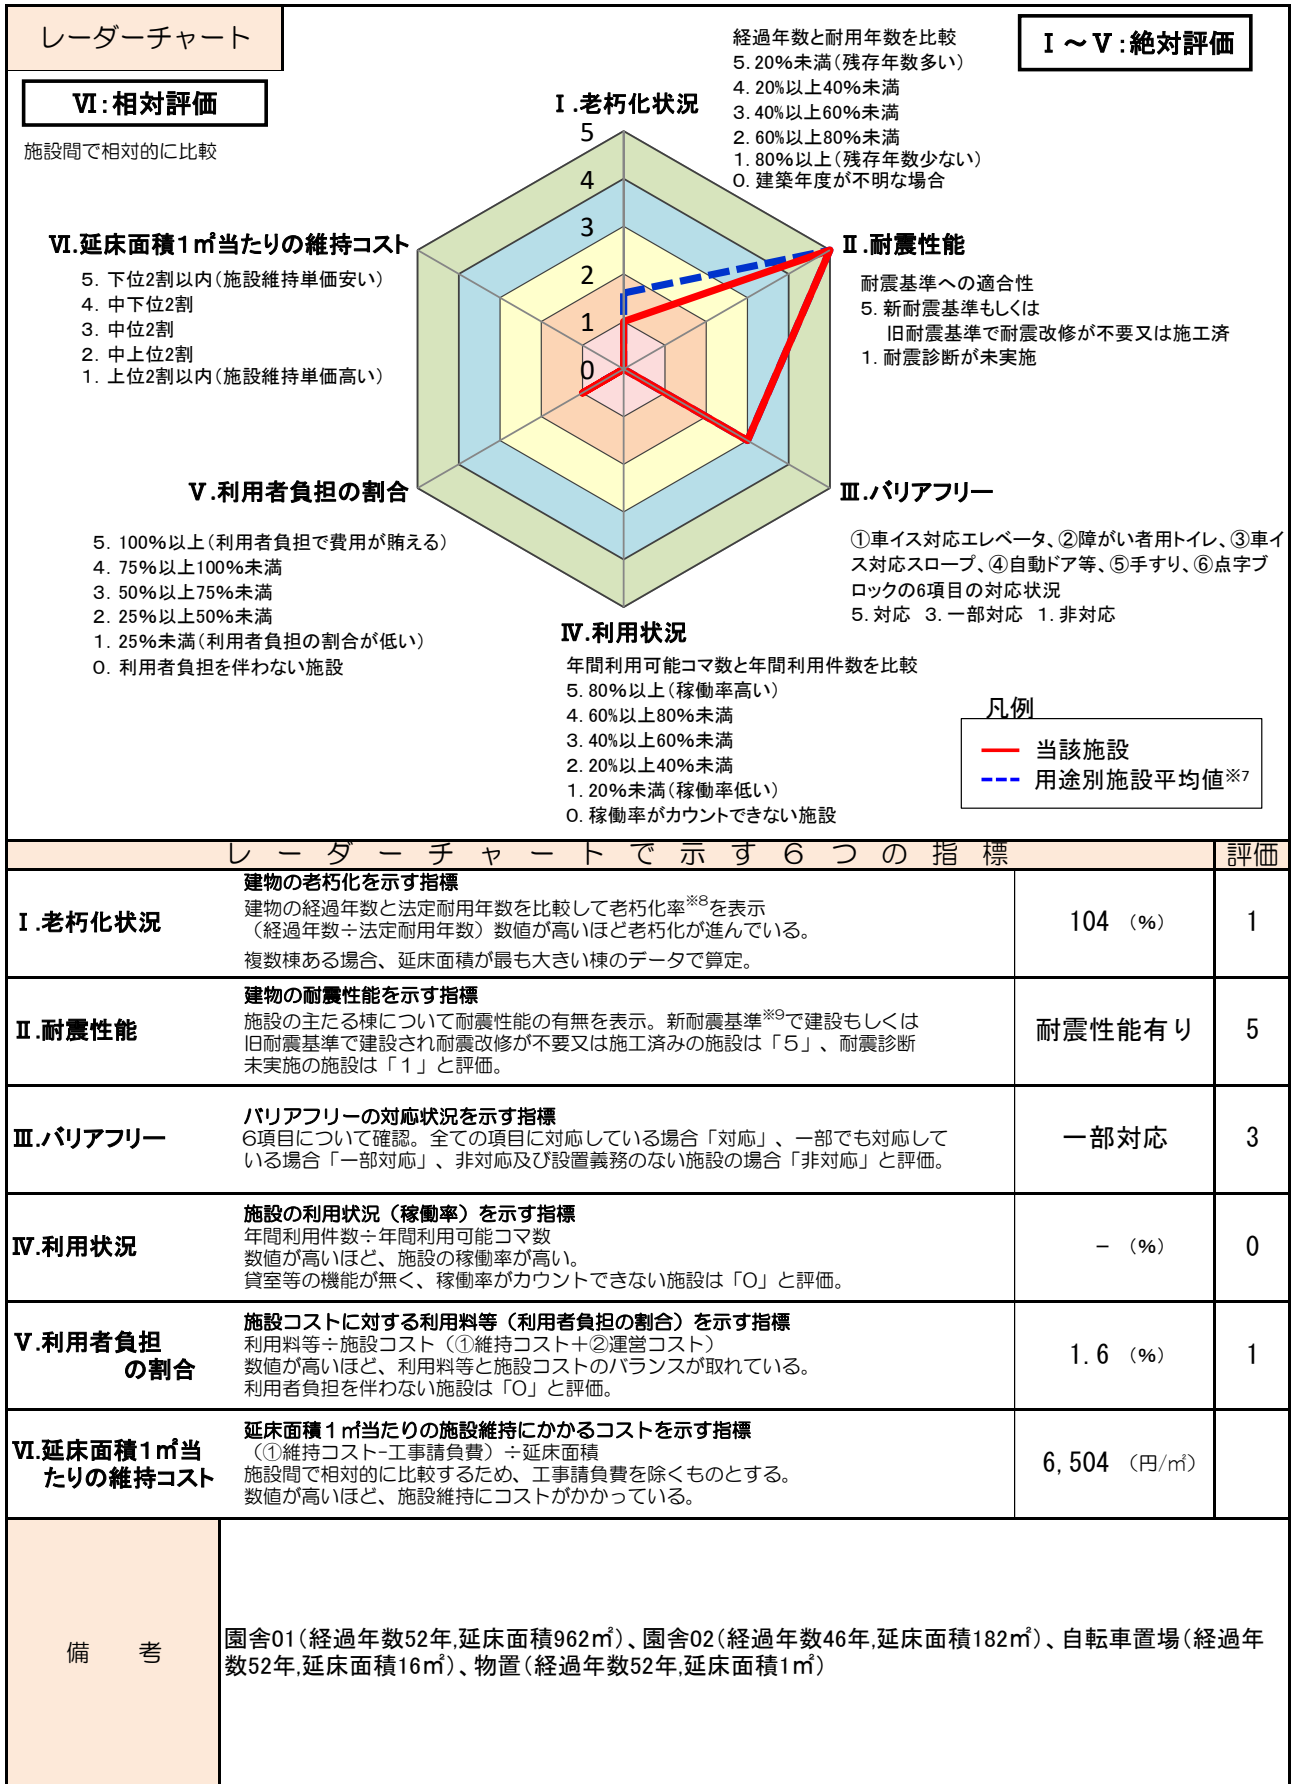 レーダーチャート
Ⅰ～Ⅴ:絶対評価
Ⅵ:相対評価
施設間で相対的に比較
経過年数と耐用年数を比較
5.20%未満(残存年数多い)
4.20%以上40%未満
3.40%以上60%未満
2.60%以上80%未満
1.80%以上(残存年数少ない)
0.建築年度が不明な場合
Ⅰ.老朽化状況
5
4
3
2
1
0
Ⅱ.耐震性能
耐震基準への適合性
5.新耐震基準もしくは
旧耐震基準で耐震改修が不要又は施工済
1.耐震診断が未実施
Ⅵ.延床面積1㎡当たりの維持コスト
5.下位2割以内(施設維持単価安い)
4.中下位2割
3.中位2割
2.中上位2割
1.上位2割以内(施設維持単価高い)
Ⅴ.利用者負担の割合
5.100%以上(利用者負担で費用が賄える)
4.75%以上100%未満
3.50%以上75%未満
2.25%以上50%未満
1.25%未満(利用者負担の割合が低い)
0.利用者負担を伴わない施設
Ⅲ.バリアフリー
①車イス対応エレベータ、②障がい者用トイレ、③車イ
ス対応スロープ、④自動ドア等、⑤手すり、⑥点字ブ
ロックの6項目の対応状況
5.対応 3.一部対応 1.非対応
Ⅳ.利用状況
年間利用可能コマ数と年間利用件数を比較
5.80%以上(稼働率高い)
4.60%以上80%未満
3.40%以上60%未満
2.20%以上40%未満
1.20%未満(稼働率低い)
0.稼働率がカウントできない施設
凡例
当該施設
用途別施設平均値※7
レーダーチャートで示す6つの指標 評価
Ⅰ.老朽化状況
建物の老朽化を示す指標
建物の経過年数と法定耐用年数を比較して老朽化率※8を表示
(経過年数÷法定耐用年数)数値が高いほど老朽化が進んでいる。
複数棟ある場合、延床面積が最も大きい棟のデータで算定。
104 (%) 1
Ⅱ.耐震性能
建物の耐震性能を示す指標
施設の主たる棟について耐震性能の有無を表示。新耐震基準※9で建設もしくは
旧耐震基準で建設され耐震改修が不要又は施工済みの施設は「5」、耐震診断
未実施の施設は「1」と評価。
耐震性能有り 5
Ⅲ.バリアフリー
バリアフリーの対応状況を示す指標
6項目について確認。全ての項目に対応している場合「対応」、一部でも対応して
いる場合「一部対応」、非対応及び設置義務のない施設の場合「非対応」と評価。
一部対応 3
Ⅳ.利用状況
施設の利用状況(稼働率)を示す指標
年間利用件数÷年間利用可能コマ数
数値が高いほど、施設の稼働率が高い。
貸室等の機能が無く、稼働率がカウントできない施設は「0」と評価。
- (%) 0
Ⅴ.利用者負担
の割合
施設コストに対する利用料等(利用者負担の割合)を示す指標
利用料等÷施設コスト(①維持コスト+②運営コスト)
数値が高いほど、利用料等と施設コストのバランスが取れている。
利用者負担を伴わない施設は「0」と評価。
1.6 (%) 1
Ⅵ.延床面積1㎡当
たりの維持コスト
延床面積1㎡当たりの施設維持にかかるコストを示す指標
(①維持コスト-工事請負費)÷延床面積
施設間で相対的に比較するため、工事請負費を除くものとする。
数値が高いほど、施設維持にコストがかかっている。
6,504 (円/㎡)
備 考
園舎01(経過年数52年,延床面積962㎡)、園舎02(経過年数46年,延床面積182㎡)、自転車置場(経過年
数52年,延床面積16㎡)、物置(経過年数52年,延床面積1㎡)